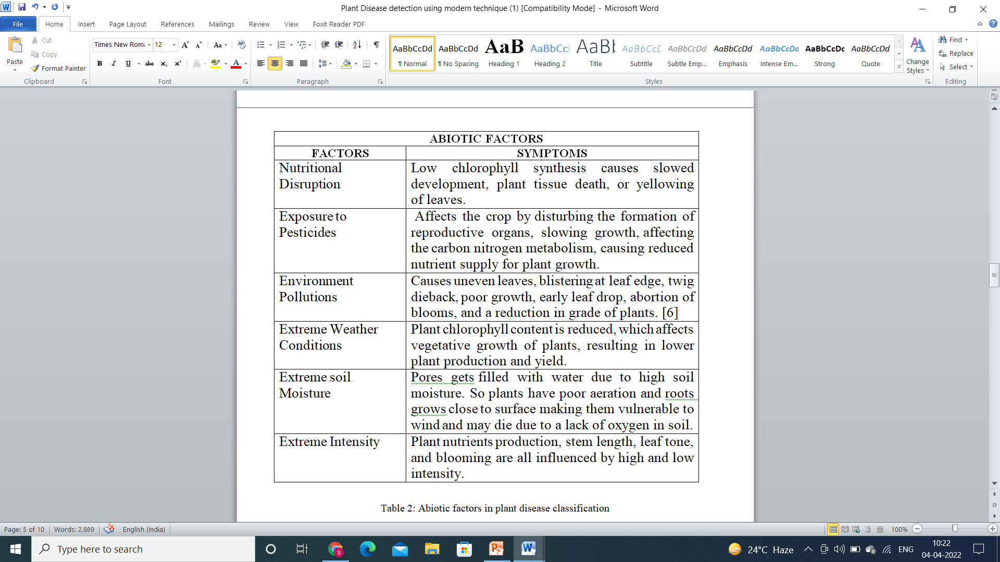 Plant Disease detection using modern technique (1) [Compatibility Mode] - Microsoft Word
File Home Insert Page Layout References Mailings Review View Foxit Reader PDF
Paste
Cut
Copy
Format Painter
Clipboard
Times New Rom 12
Font
Paragraph
AaBbCcDd AaBbCcDd AaB AaBbCcI AaBb AaBbCcD AaBbCcDd AaBbCcDd AaBbCcDd AaBbCcDd AaBbCcDd
¶ Normal ¶ No Spacing Heading 1 Heading 2 Title Subtitle Subtle Emp... Emphasis Intense Em... Strong Quote
Styles
Change Styles
Find
Replace
Select
Editing
ABIOTIC FACTORS
FACTORS SYMPTOMS
Nutritional Disruption
Low chlorophyll synthesis causes slowed
development, plant tissue death, or yellowing
of leaves.
Exposure to Pesticides
Affects the crop by disturbing the formation of
reproductive organs, slowing growth, affecting
the carbon nitrogen metabolism, causing reduced
nutrient supply for plant growth.
Environment Pollutions
Causes uneven leaves, blistering at leaf edge, twig
dieback, poor growth, early leaf drop, abortion of
blooms, and a reduction in grade of plants. [6]
Extreme Weather Conditions
Plant chlorophyll content is reduced, which affects
vegetative growth of plants, resulting in lower
plant production and yield.
Extreme soil Moisture
Pores gets filled with water due to high soil
moisture. So plants have poor aeration and roots
grows close to surface making them vulnerable to
wind and may die due to a lack of oxygen in soil.
Extreme Intensity
Plant nutrients production, stem length, leaf tone,
and blooming are all influenced by high and low
intensity.
Table 2: Abiotic factors in plant disease classification
Page: 5 of 10 Words: 2,889 English (India) 100%
Type here to search
24°C Haze ENG 10:22
04-04-2022